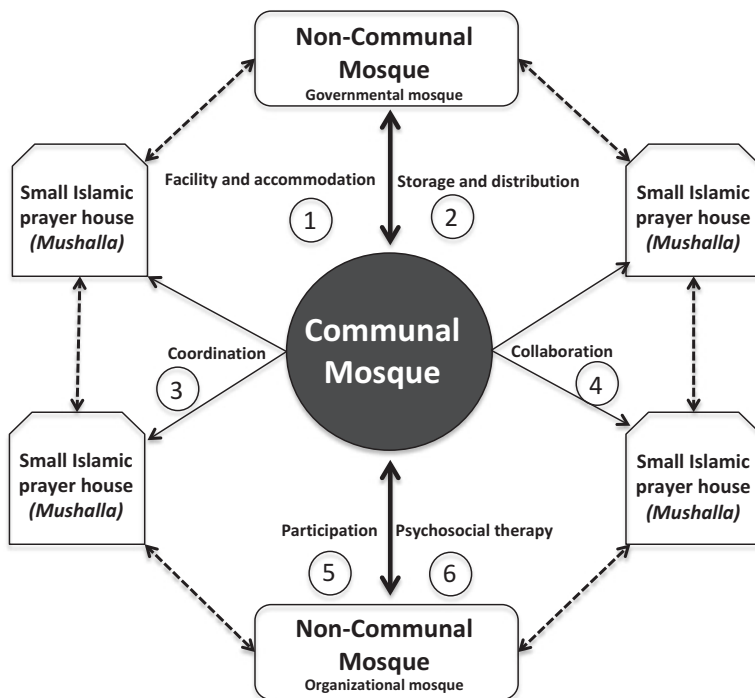 Non-Communal
Mosque
Governmental mosque
Small Islamic
prayer house
(Mushalla)
Facility and accommodation
1
Storage and distribution
2
Small Islamic
prayer house
(Mushalla)
Communal
Mosque
Coordination
3
Collaboration
4
Small Islamic
prayer house
(Mushalla)
Small Islamic
prayer house
(Mushalla)
Participation
5
Psychosocial therapy
6
Non-Communal
Mosque
Organizational mosque